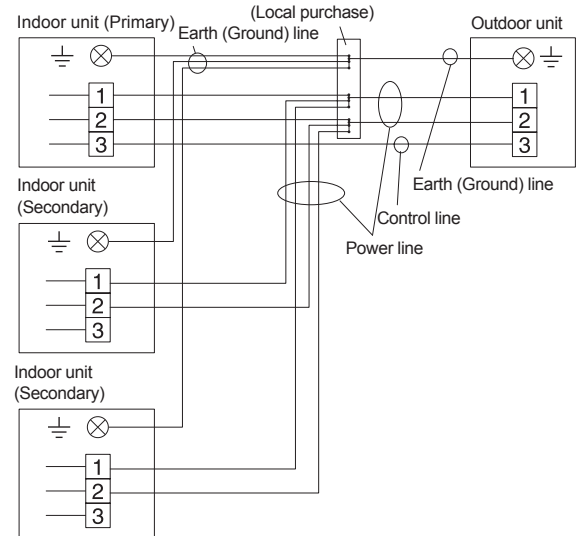 (Local purchase)
Indoor unit (Primary)
Earth (Ground) line
Outdoor unit
1
2
3
1
2
3
Earth (Ground) line
Control line
Power line
Indoor unit
(Secondary)
1
2
3
Indoor unit
(Secondary)
1
2
3